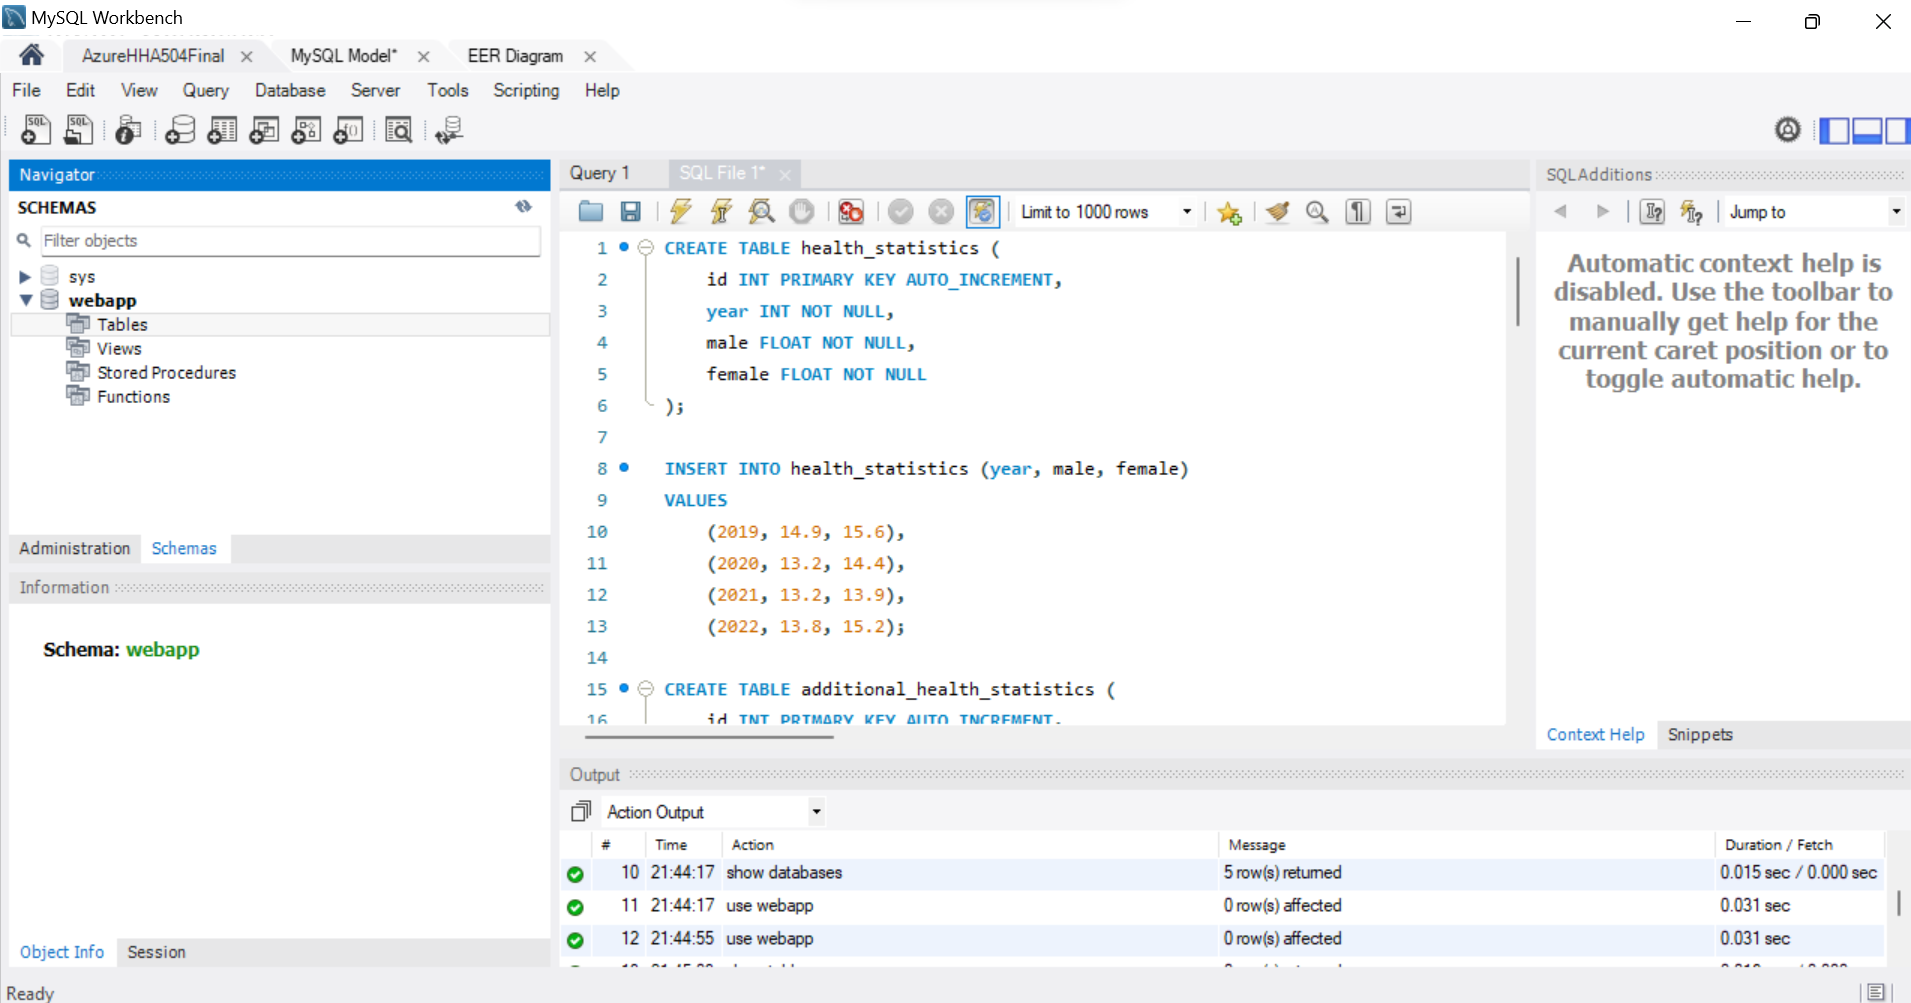 MySQL Workbench
AzureHHA504Final
MySQL Model*
EER Diagram
File Edit View Query Database Server Tools Scripting Help
Navigator
SCHEMAS
Filter objects
sys
webapp
Tables
Views
Stored Procedures
Functions
Administration Schemas
Information
Schema: webapp
Object Info Session
Query 1
SQL File 1*
Limit to 1000 rows
1 CREATE TABLE health_statistics (
2 id INT PRIMARY KEY AUTO_INCREMENT,
3 year INT NOT NULL,
4 male FLOAT NOT NULL,
5 female FLOAT NOT NULL
6 );
7
8 INSERT INTO health_statistics (year, male, female)
9 VALUES
10 (2019, 14.9, 15.6),
11 (2020, 13.2, 14.4),
12 (2021, 13.2, 13.9),
13 (2022, 13.8, 15.2);
14
15 CREATE TABLE additional_health_statistics (
16 id INT PRIMARY KEY AUTO_INCREMENT,
SQLAdditions
Jump to
Automatic context help is
disabled. Use the toolbar to
manually get help for the
current caret position or to
toggle automatic help.
Context Help Snippets
Output
Action Output
# Time Action Message Duration / Fetch
10 21:44:17 show databases 5 row(s) returned 0.015 sec / 0.000 sec
11 21:44:17 use webapp 0 row(s) affected 0.031 sec
12 21:44:55 use webapp 0 row(s) affected 0.031 sec
Ready